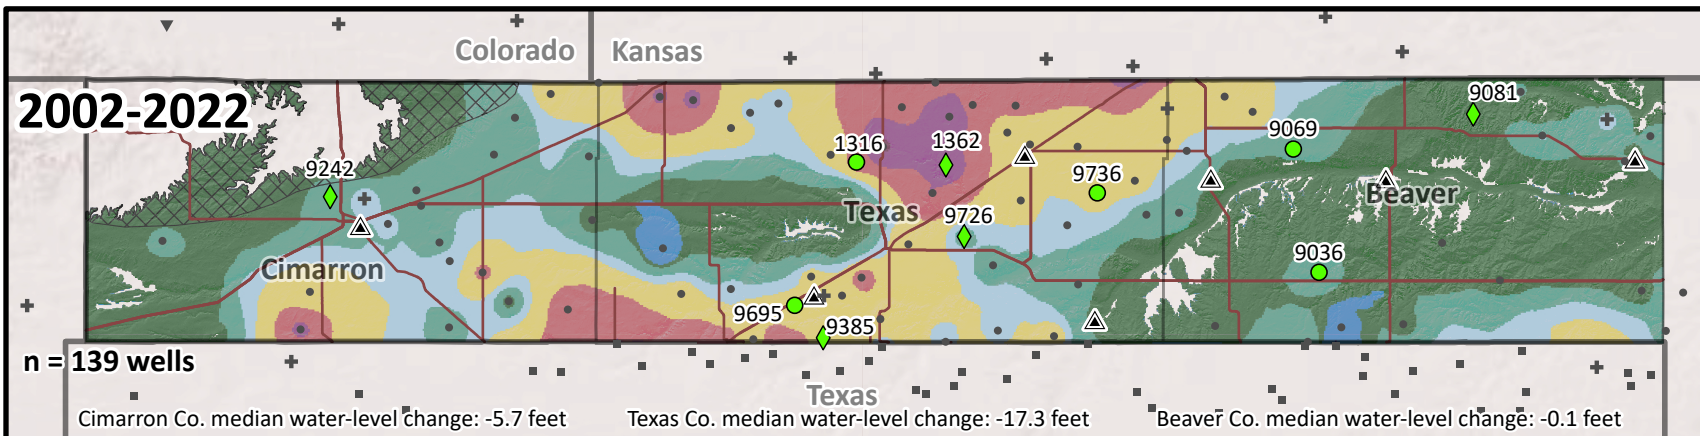 Colorado Kansas
2002-2022
9081
9069
1316
1362
9242
9736
Beaver
Texas
9726
Cimarron
9036
9695
9385
n = 139 wells
Texas
Cimarron Co. median water-level change: -5.7 feet
Texas Co. median water-level change: -17.3 feet
Beaver Co. median water-level change: -0.1 feet